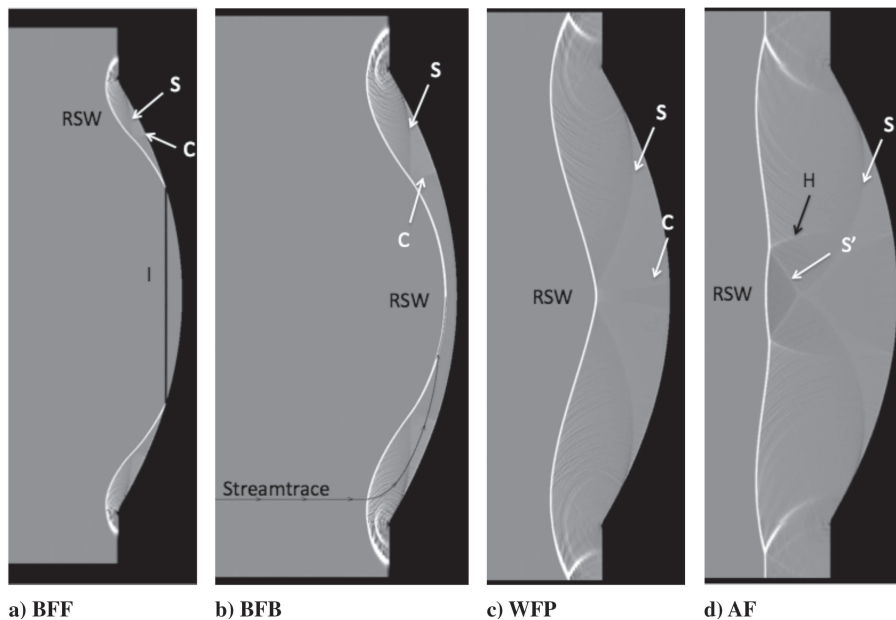 S
RSW
C
I
a) BFF
S
C
RSW
Streamtrace
b) BFB
S
C
RSW
c) WFP
S
H
S'
RSW
d) AF